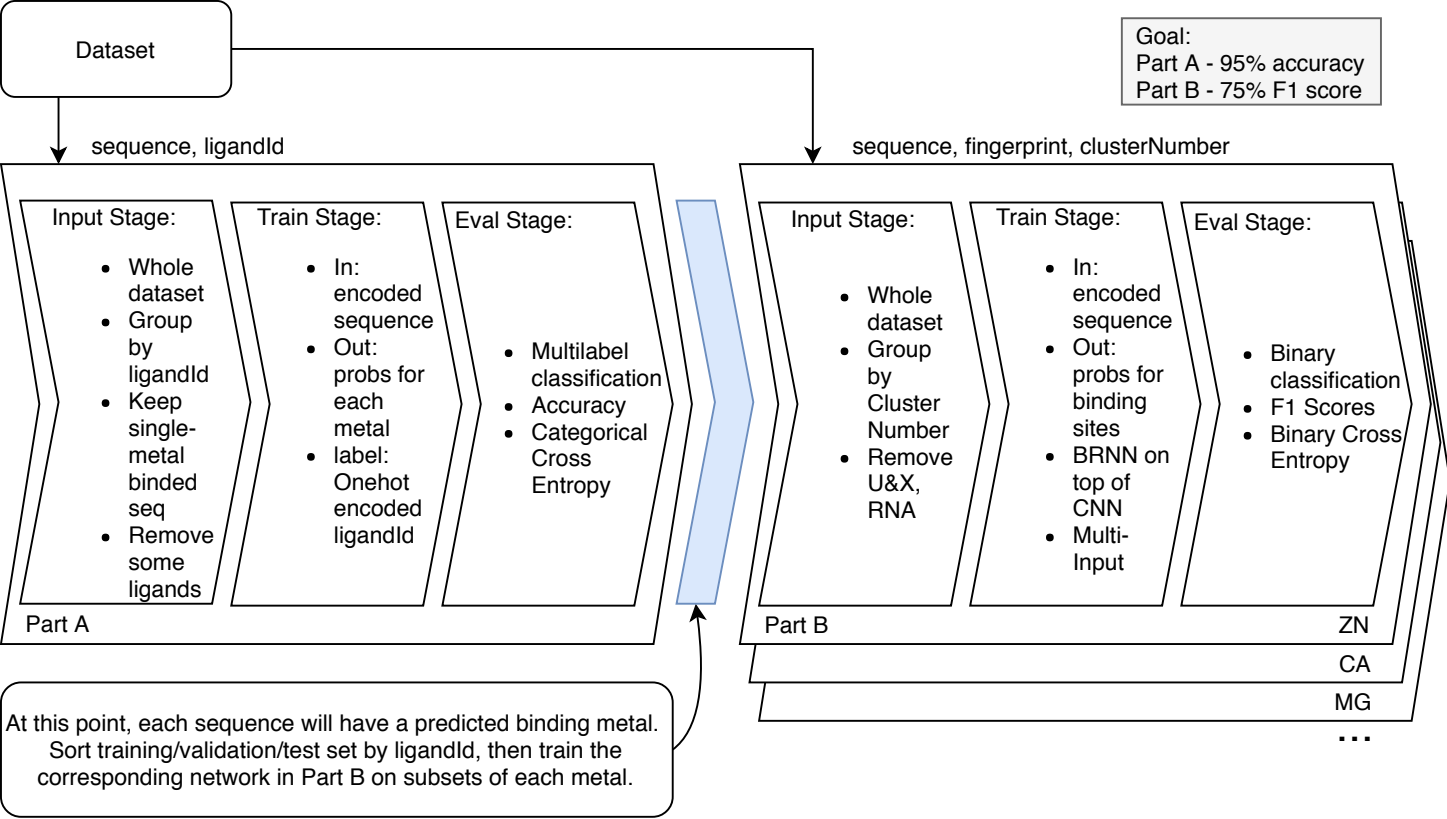 Dataset
Goal:
Part A - 95% accuracy
Part B - 75% F1 score
sequence, ligandId
sequence, fingerprint, clusterNumber
Input Stage:
• Whole
dataset
• Group
by
ligandId
• Keep
single-
metal
binded
seq
• Remove
some
ligands
Train Stage:
• In:
encoded
sequence
• Out:
probs for
each
metal
• label:
Onehot
encoded
ligandId
Eval Stage:
• Multilabel
classification
• Accuracy
• Categorical
Cross
Entropy
Part A
Input Stage:
• Whole
dataset
• Group
by
Cluster
Number
• Remove
U&X,
RNA
Train Stage:
• In:
encoded
sequence
• Out:
probs for
binding
sites
• BRNN on
top of
CNN
• Multi-
Input
Eval Stage:
• Binary
classification
• F1 Scores
• Binary Cross
Entropy
Part B
ZN
CA
MG
...
At this point, each sequence will have a predicted binding metal.
Sort training/validation/test set by ligandId, then train the
corresponding network in Part B on subsets of each metal.